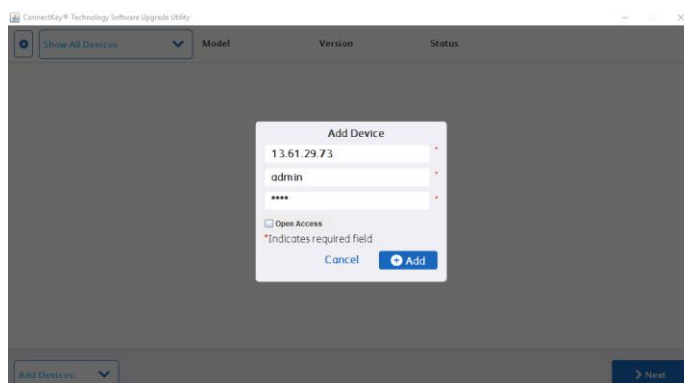 ConnectKey® Technology Software Upgrade Utility
Show All Devices Model Version Status
Add Device
13.61.29.73 *
admin *
**** *
Open Access
*Indicates required field
Cancel Add
Add Devices Next